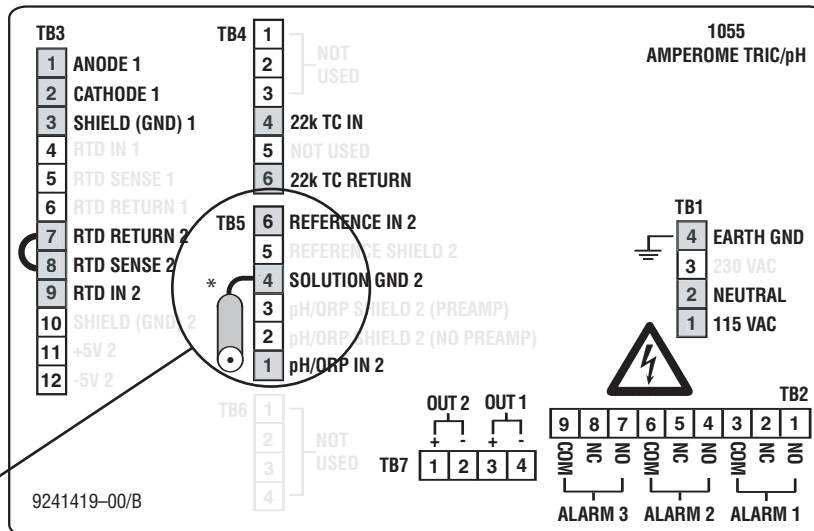 1055
AMPEROME TRIC/pH
TB3
1 ANODE 1
2 CATHODE 1
3 SHIELD (GND) 1
4 RTD IN 1
5 RTD SENSE 1
6 RTD RETURN 1
7 RTD RETURN 2
8 RTD SENSE 2
9 RTD IN 2
10 SHIELD (GND) 2
11 +5V 2
12 -5V 2
TB4
1
2
3
NOT
USED
4 22k TC IN
5 NOT USED
6 22k TC RETURN
TB5
6 REFERENCE IN 2
5 REFERENCE SHIELD 2
4 SOLUTION GND 2
3 pH/ORP SHIELD 2 (PREAMP)
2 pH/ORP SHIELD 2 (NO PREAMP)
1 pH/ORP IN 2
*
TB6
1
2
3
4
NOT
USED
TB1
4 EARTH GND
3 230 VAC
2 NEUTRAL
1 115 VAC
OUT 2 OUT 1
+ - + -
TB7 1 2 3 4
TB2
9 8 7 6 5 4 3 2 1
COM NC NO COM NC NO COM NC NO
ALARM 3 ALARM 2 ALARM 1
9241419–00/B